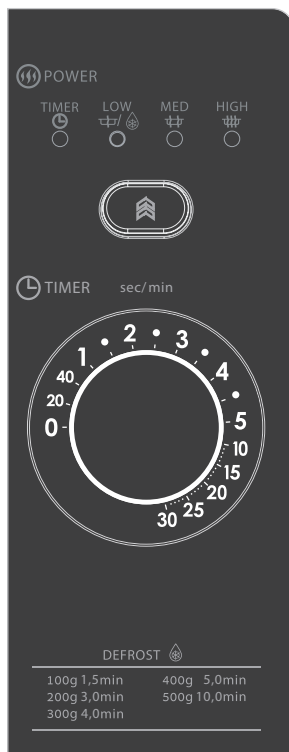 POWER
TIMER LOW MED HIGH
/
TIMER sec/min
0 20 40 1 • 2 • 3 • 4 • 5 10 15 20 25 30
DEFROST
100g 1,5min 400g 5,0min
200g 3,0min 500g 10,0min
300g 4,0min